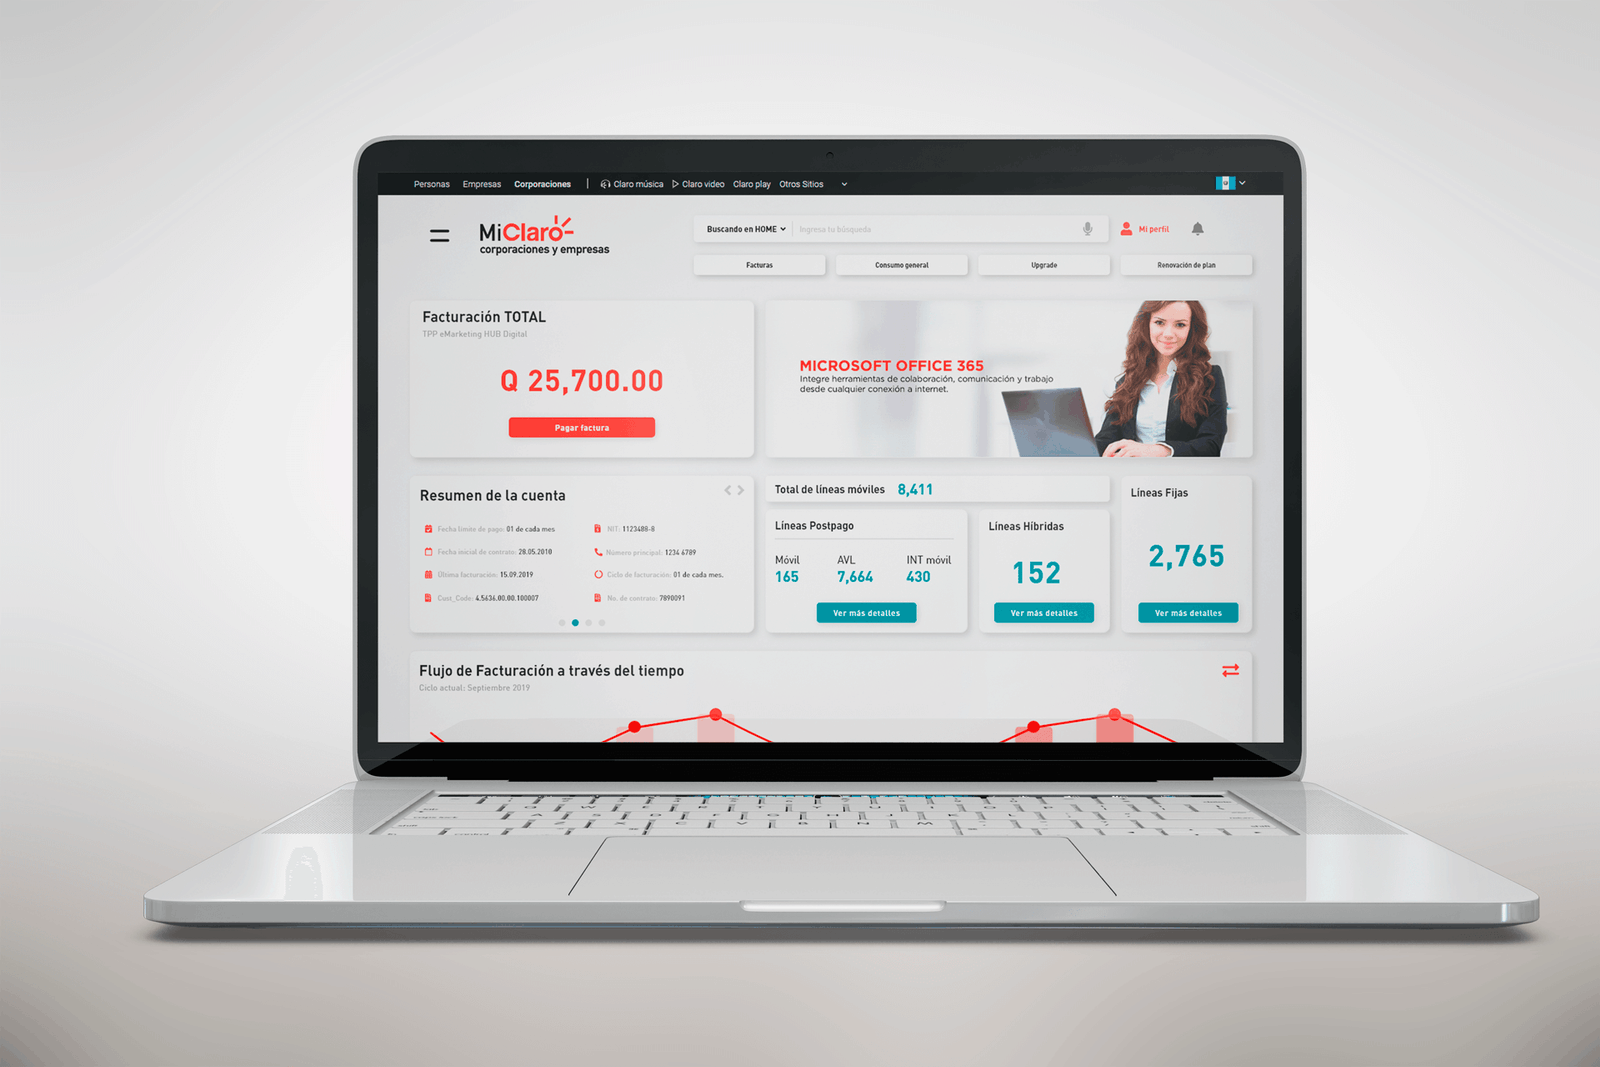 Personas Empresas Corporaciones | Claro música Claro video Claro play Otros Sitios
MiClaro
corporaciones y empresas
Buscando en HOME Ingresa tu búsqueda
Mi perfil
Facturas Consumo general Upgrade Renovación de plan
Facturación TOTAL
TPP eMarketing HUB Digital
Q 25,700.00
Pagar factura
MICROSOFT OFFICE 365
Integre herramientas de colaboración, comunicación y trabajo
desde cualquier conexión a internet.
Resumen de la cuenta
Fecha límite de pago: 01 de cada mes
NIT: 1123488-8
Fecha inicial de contrato: 28.05.2010
Número principal: 1234 6789
Última facturación: 15.09.2019
Ciclo de facturación: 01 de cada mes.
Cust_Code: 4.5636.00.00.100007
No. de contrato: 7890091
Total de líneas móviles 8,411
Líneas Postpago
Móvil AVL INT móvil
165 7,664 430
Ver más detalles
Líneas Híbridas
152
Ver más detalles
Líneas Fijas
2,765
Ver más detalles
Flujo de Facturación a través del tiempo
Ciclo actual: Septiembre 2019